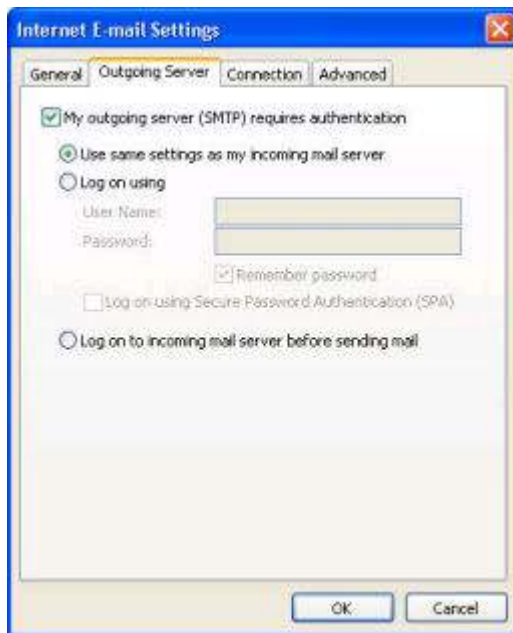 Internet E-mail Settings
General Outgoing Server Connection Advanced
My outgoing server (SMTP) requires authentication
Use same settings as my incoming mail server
Log on using
User Name:
Password:
Remember password
Log on using Secure Password Authentication (SPA)
Log on to incoming mail server before sending mail
OK Cancel